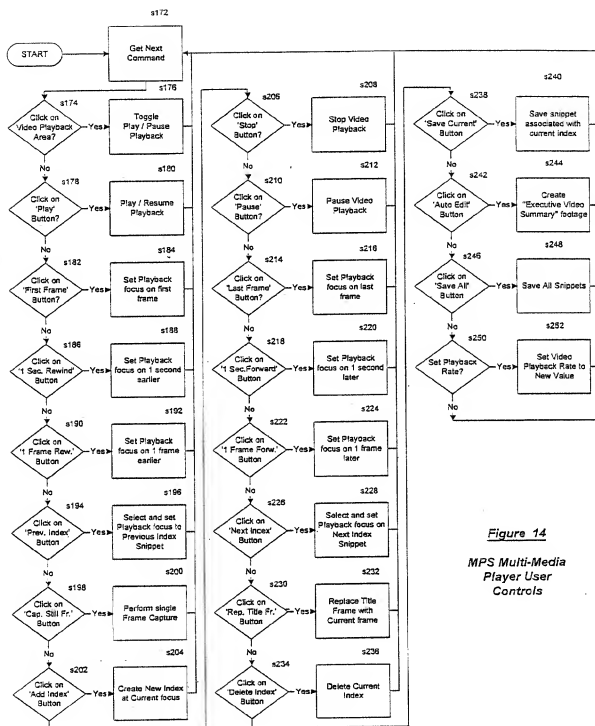 s172
START
Get Next
Command
s174
Click on
Video Playback
Area?
Yes
s176
Toggle
Play / Pause
Playback
No
s178
Click on
'Play'
Button?
Yes
s180
Play / Resume
Playback
No
s182
Click on
'First Frame'
Button?
Yes
s184
Set Playback
focus on first
frame
No
s186
Click on
'1 Sec. Rewind'
Button
Yes
s188
Set Playback
focus on 1 second
earlier
No
s190
Click on
'1 Frame Rew.'
Button
Yes
s192
Set Playback
focus on 1 frame
earlier
No
s194
Click on
'Prev. Index'
Button
Yes
s196
Select and set
Playback focus to
Previous Index
Snippet
No
s198
Click on
'Cap. Still Fr.'
Button
Yes
s200
Perform single
Frame Capture
No
s202
Click on
'Add Index'
Button
Yes
s204
Create New Index
at Current focus
s206
Click on
'Stop'
Button?
Yes
s208
Stop Video
Playback
No
s210
Click on
'Pause'
Button?
Yes
s212
Pause Video
Playback
No
s214
Click on
'Last Frame'
Button?
Yes
s216
Set Playback
focus on last
frame
No
s218
Click on
'1 Sec.Forward'
Button
Yes
s220
Set Playback
focus on 1 second
later
No
s222
Click on
'1 Frame Forw.'
Button
Yes
s224
Set Playback
focus on 1 frame
later
No
s226
Click on
'Next Index'
Button
Yes
s228
Select and set
Playback focus on
Next Index
Snippet
No
s230
Click on
'Rep. Title Fr.'
Button
Yes
s232
Replace Title
Frame with
Current frame
No
s234
Click on
'Delete Index'
Button
Yes
s236
Delete Current
Index
s238
Click on
'Save Current'
Button
Yes
s240
Save snippet
associated with
current index
No
s242
Click on
'Auto Edit'
Button
Yes
s244
Create
"Executive Video
Summary" footage
No
s246
Click on
'Save All'
Button
Yes
s248
Save All Snippets
No
s250
Set Playback
Rate?
Yes
s252
Set Video
Playback Rate to
New Value
No
Figure 14
MPS Multi-Media
Player User
Controls